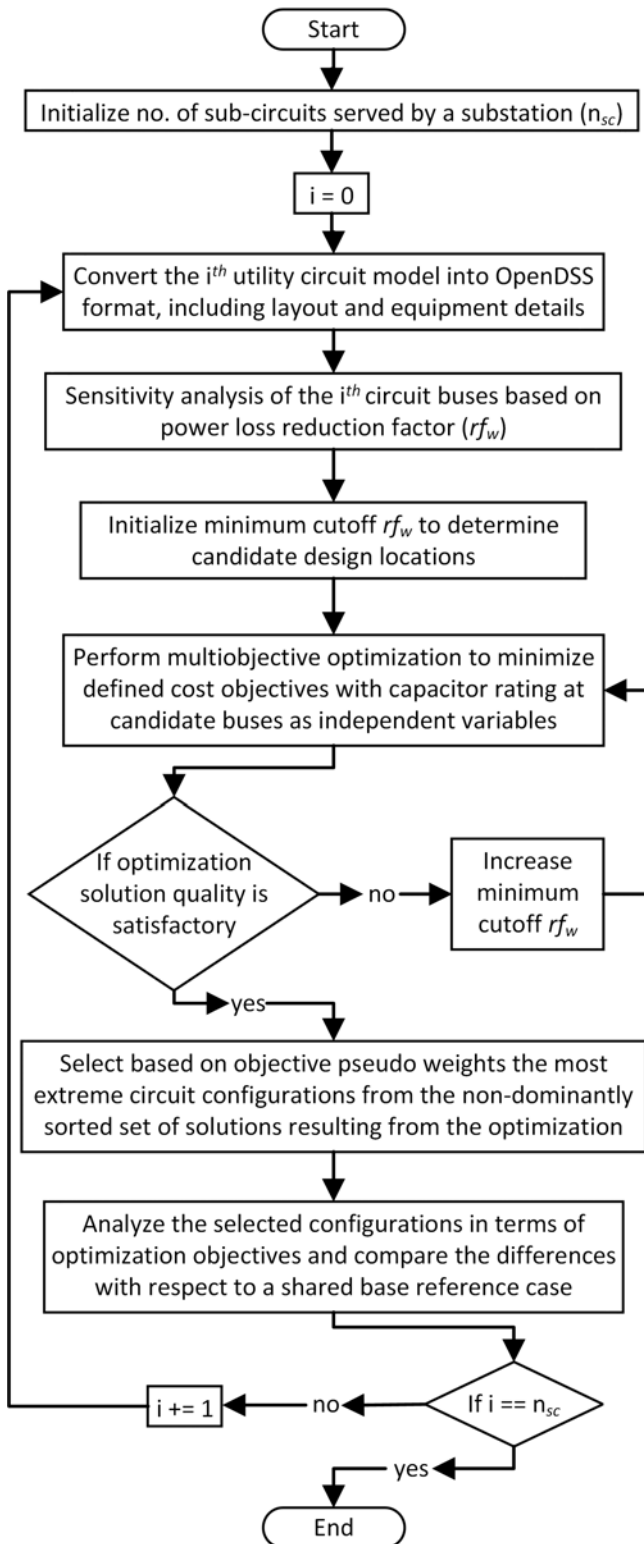 Start
Initialize no. of sub-circuits served by a substation (nsc)
i = 0
Convert the ith utility circuit model into OpenDSS
format, including layout and equipment details
Sensitivity analysis of the ith circuit buses based on
power loss reduction factor (rfw)
Initialize minimum cutoff rfw to determine
candidate design locations
Perform multiobjective optimization to minimize
defined cost objectives with capacitor rating at
candidate buses as independent variables
If optimization
solution quality is
satisfactory
no
Increase
minimum
cutoff rfw
yes
Select based on objective pseudo weights the most
extreme circuit configurations from the non-dominantly
sorted set of solutions resulting from the optimization
Analyze the selected configurations in terms of
optimization objectives and compare the differences
with respect to a shared base reference case
If i == nsc
no
i += 1
yes
End